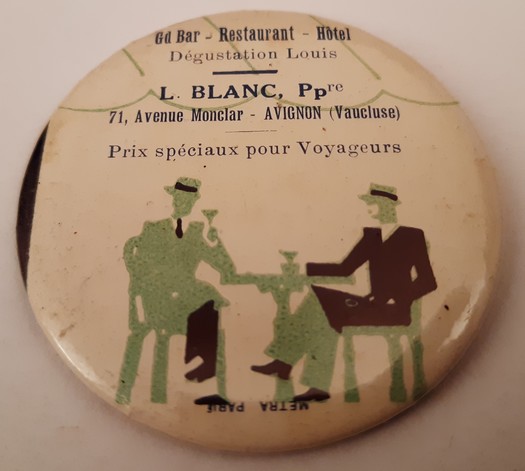 Gd Bar - Restaurant - Hôtel
Dégustation Louis
L. BLANC, Ppre
71, Avenue Monclar - AVIGNON (Vaucluse)
Prix spéciaux pour Voyageurs
METRA PARIS